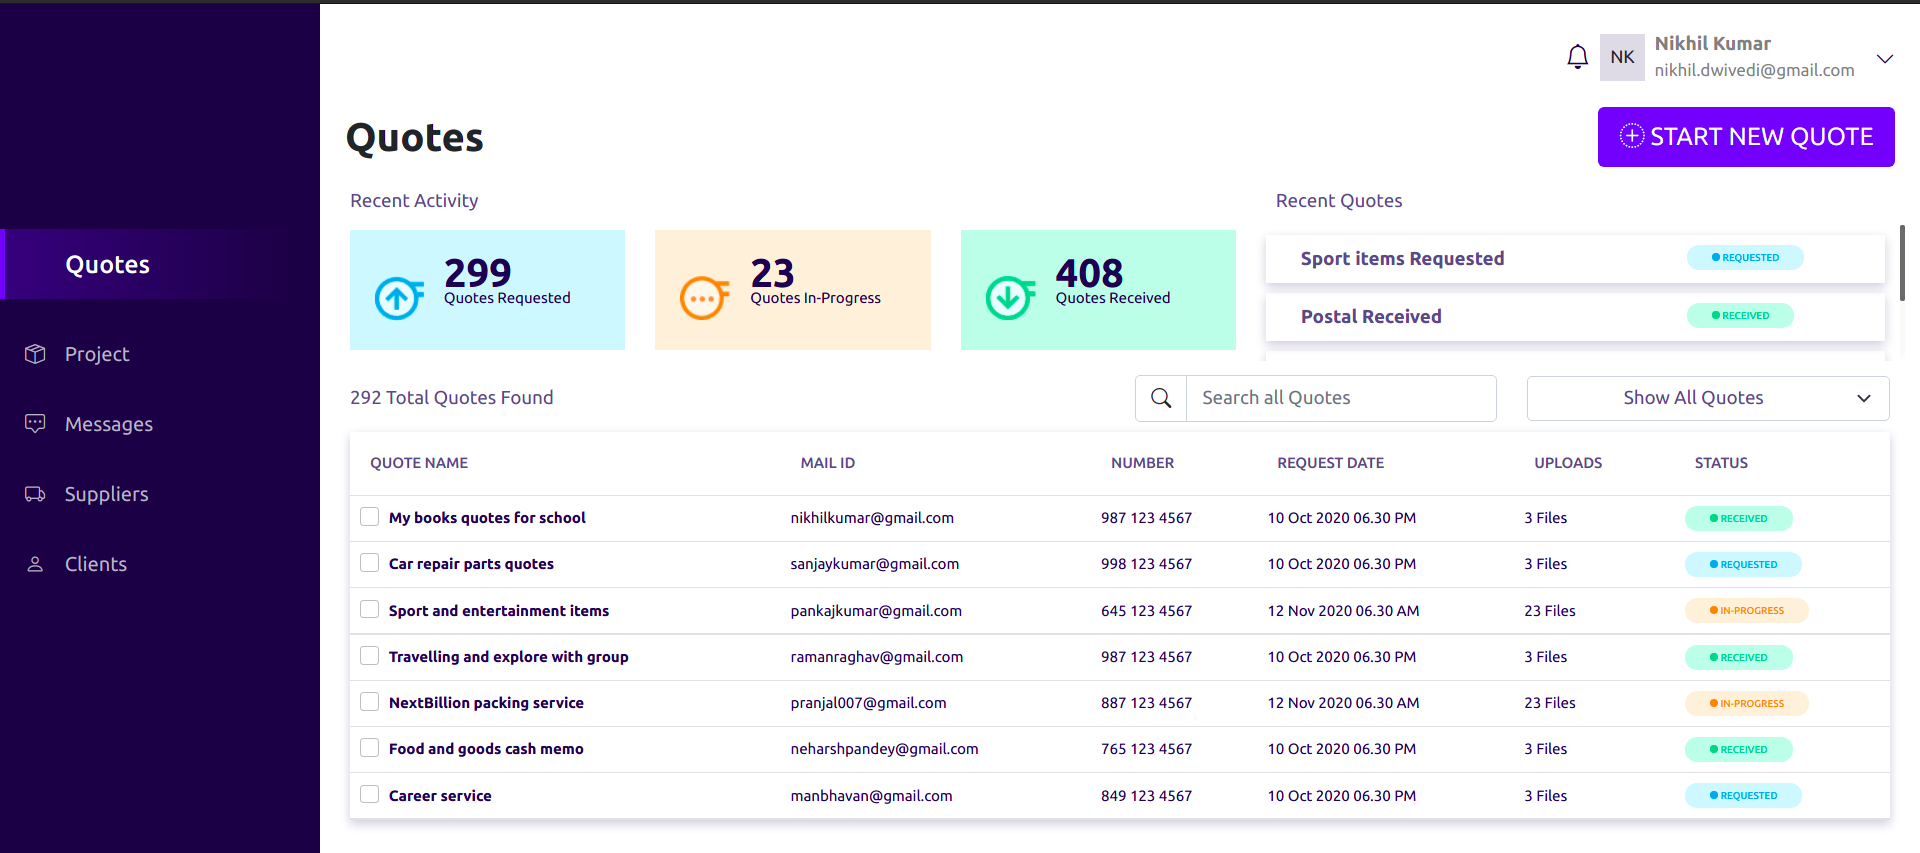 NK
Nikhil Kumar
nikhil.dwivedi@gmail.com
Quotes
START NEW QUOTE
Recent Activity
Recent Quotes
299
Quotes Requested
23
Quotes In-Progress
408
Quotes Received
Sport items Requested
REQUESTED
Postal Received
RECEIVED
Quotes
Project
Messages
Suppliers
Clients
292 Total Quotes Found
Search all Quotes
Show All Quotes
QUOTE NAME MAIL ID NUMBER REQUEST DATE UPLOADS STATUS
My books quotes for school nikhilkumar@gmail.com 987 123 4567 10 Oct 2020 06.30 PM 3 Files RECEIVED
Car repair parts quotes sanjaykumar@gmail.com 998 123 4567 10 Oct 2020 06.30 PM 3 Files REQUESTED
Sport and entertainment items pankajkumar@gmail.com 645 123 4567 12 Nov 2020 06.30 AM 23 Files IN-PROGRESS
Travelling and explore with group ramanraghav@gmail.com 987 123 4567 10 Oct 2020 06.30 PM 3 Files RECEIVED
NextBillion packing service pranjal007@gmail.com 887 123 4567 12 Nov 2020 06.30 AM 23 Files IN-PROGRESS
Food and goods cash memo neharshpandey@gmail.com 765 123 4567 10 Oct 2020 06.30 PM 3 Files RECEIVED
Career service manbhavan@gmail.com 849 123 4567 10 Oct 2020 06.30 PM 3 Files REQUESTED